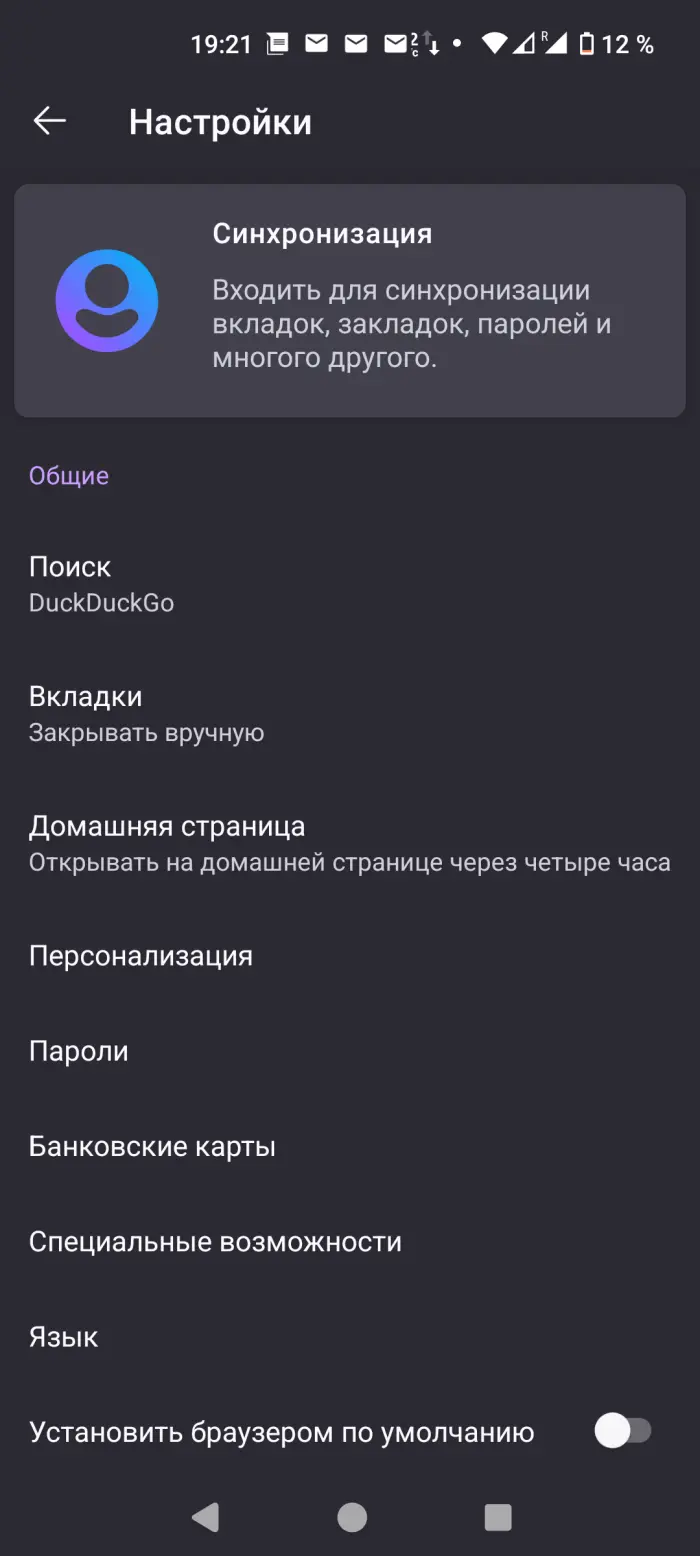 19:21 R 12 %
Настройки
Синхронизация
Входить для синхронизации
вкладок, закладок, паролей и
многого другого.
Общие
Поиск
DuckDuckGo
Вкладки
Закрывать вручную
Домашняя страница
Открывать на домашней странице через четыре часа
Персонализация
Пароли
Банковские карты
Специальные возможности
Язык
Установить браузером по умолчанию